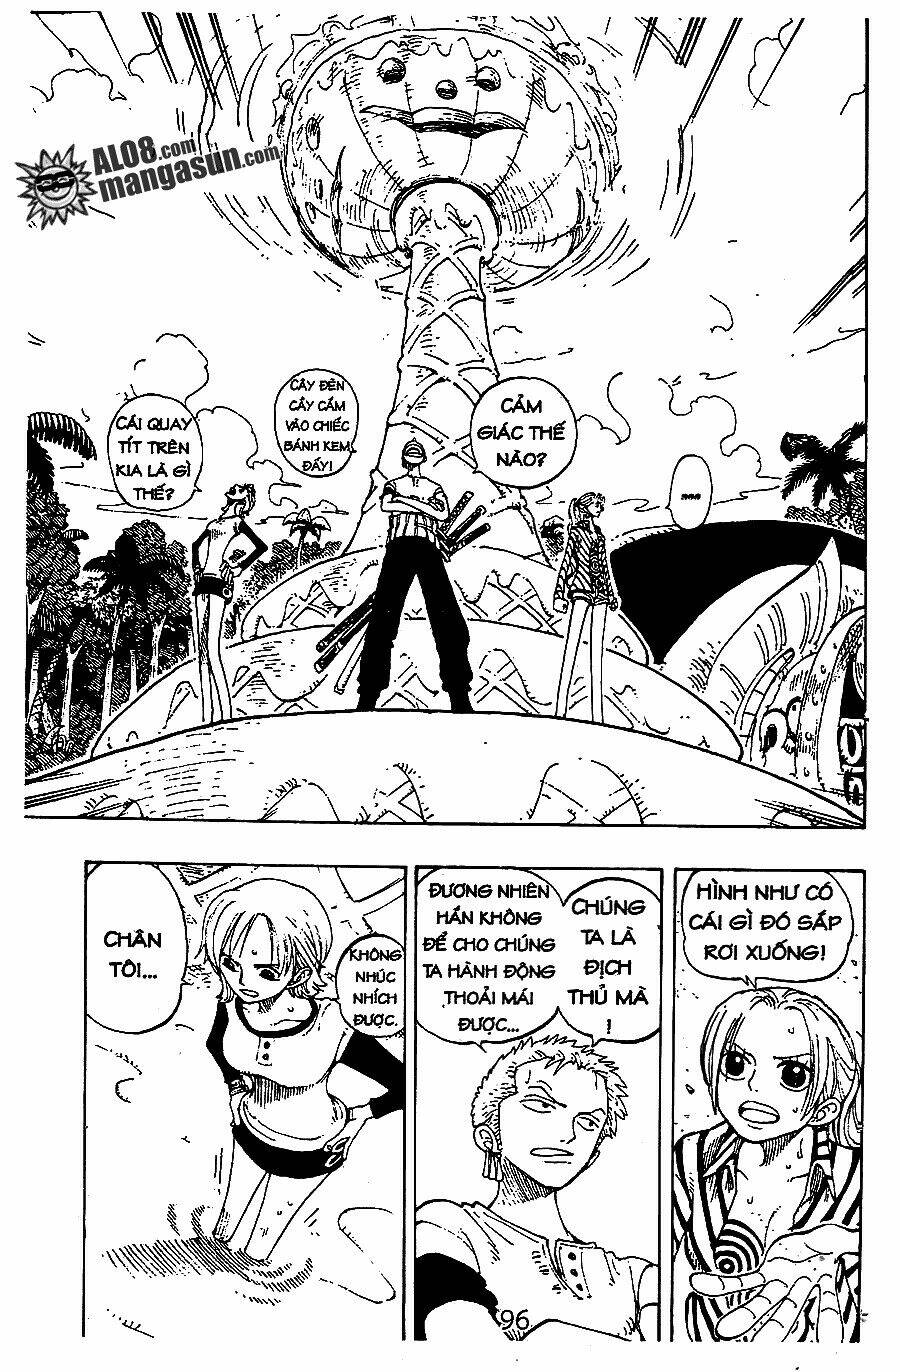 AL08.com
mangasun.com
CÁI QUAY
TÍT TRÊN
KIA LÀ GÌ
THẾ?
CÂY ĐÈN
CẦY CẮM
VÀO CHIẾC
BÁNH KEM
ĐẤY!
CẢM
GIÁC THẾ
NÀO?
CHÂN
TÔI...
KHÔNG
NHÚC
NHÍCH
ĐƯỢC.
ĐƯƠNG NHIÊN
HẮN KHÔNG
ĐỂ CHO CHÚNG
TA HÀNH ĐỘNG
THOẢI MÁI
ĐƯỢC...
CHÚNG
TA LÀ
ĐỊCH
THỦ MÀ
!
HÌNH NHƯ CÓ
CÁI GÌ ĐÓ SẮP
RƠI XUỐNG!
96